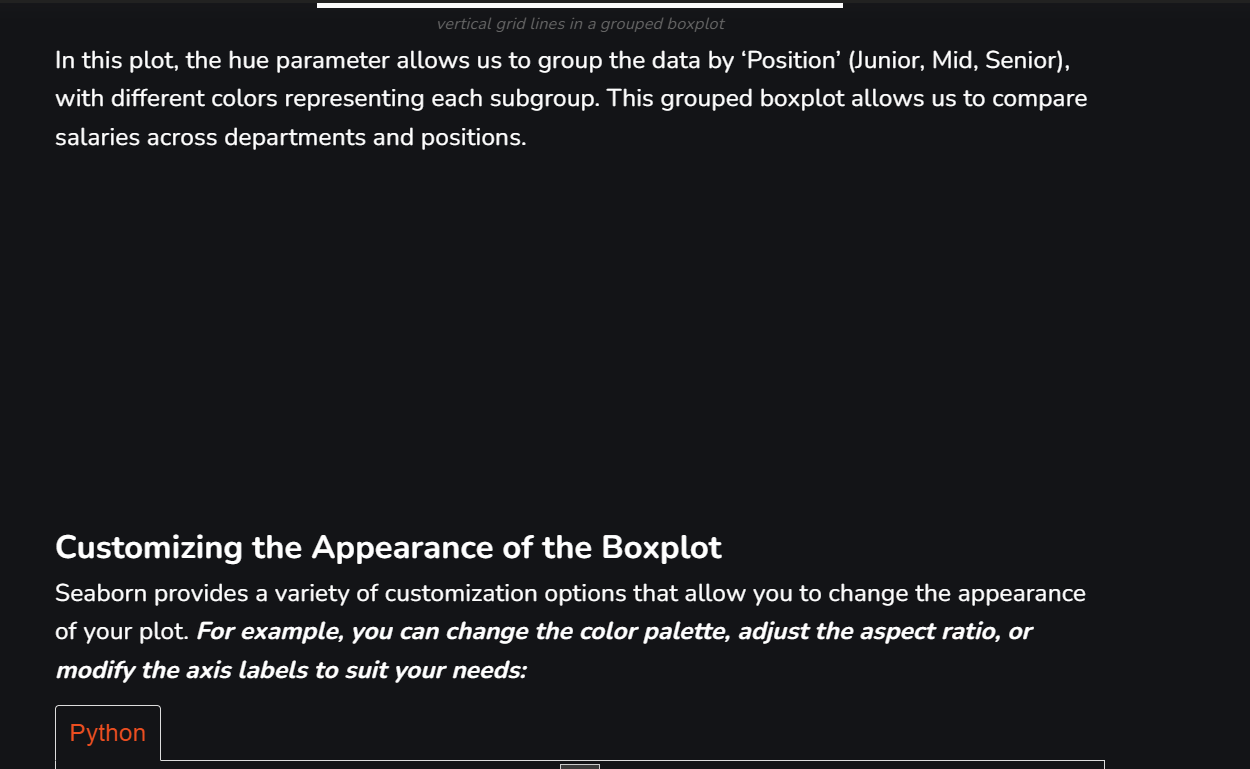 vertical grid lines in a grouped boxplot
In this plot, the hue parameter allows us to group the data by ‘Position’ (Junior, Mid, Senior),
with different colors representing each subgroup. This grouped boxplot allows us to compare
salaries across departments and positions.
Customizing the Appearance of the Boxplot
Seaborn provides a variety of customization options that allow you to change the appearance
of your plot. For example, you can change the color palette, adjust the aspect ratio, or
modify the axis labels to suit your needs:
Python